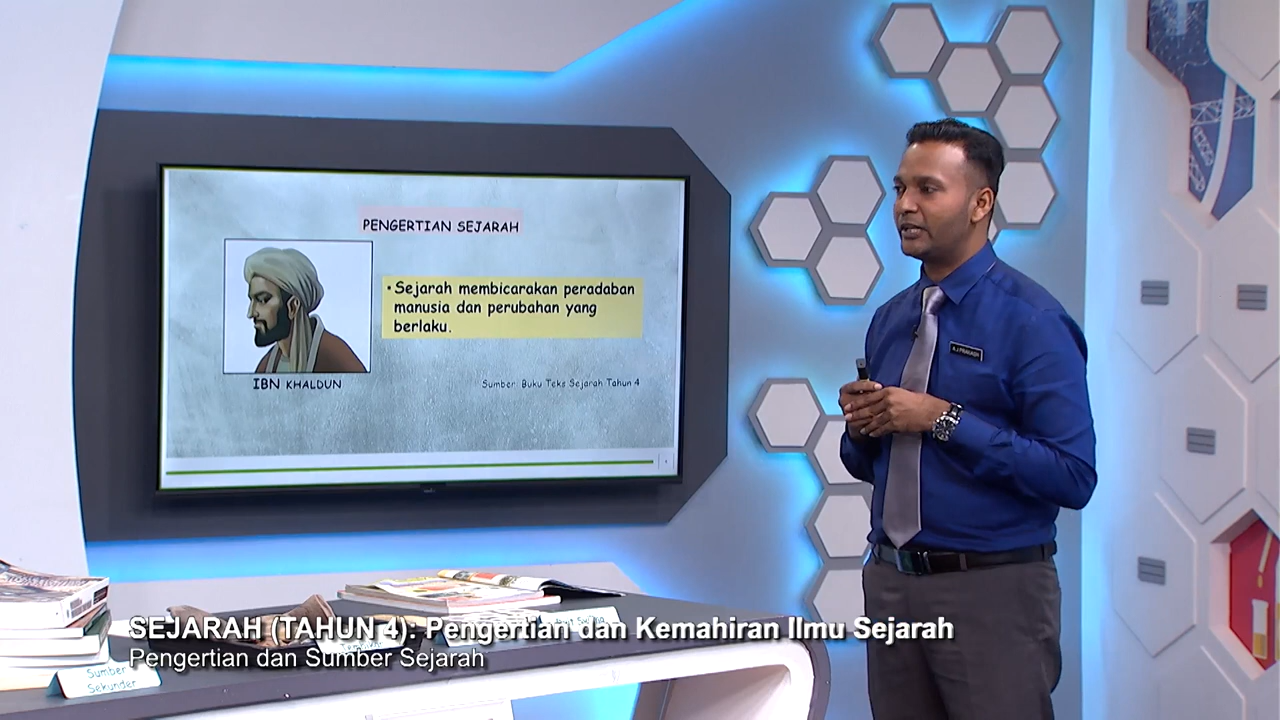 PENGERTIAN SEJARAH
• Sejarah membicarakan peradaban
manusia dan perubahan yang
berlaku.
IBN KHALDUN
Sumber: Buku Teks Sejarah Tahun 4
A.J.PRAKASH
SEJARAH (TAHUN 4): Pengertian dan Kemahiran Ilmu Sejarah
Pengertian dan Sumber Sejarah
Sumber
Sekunder